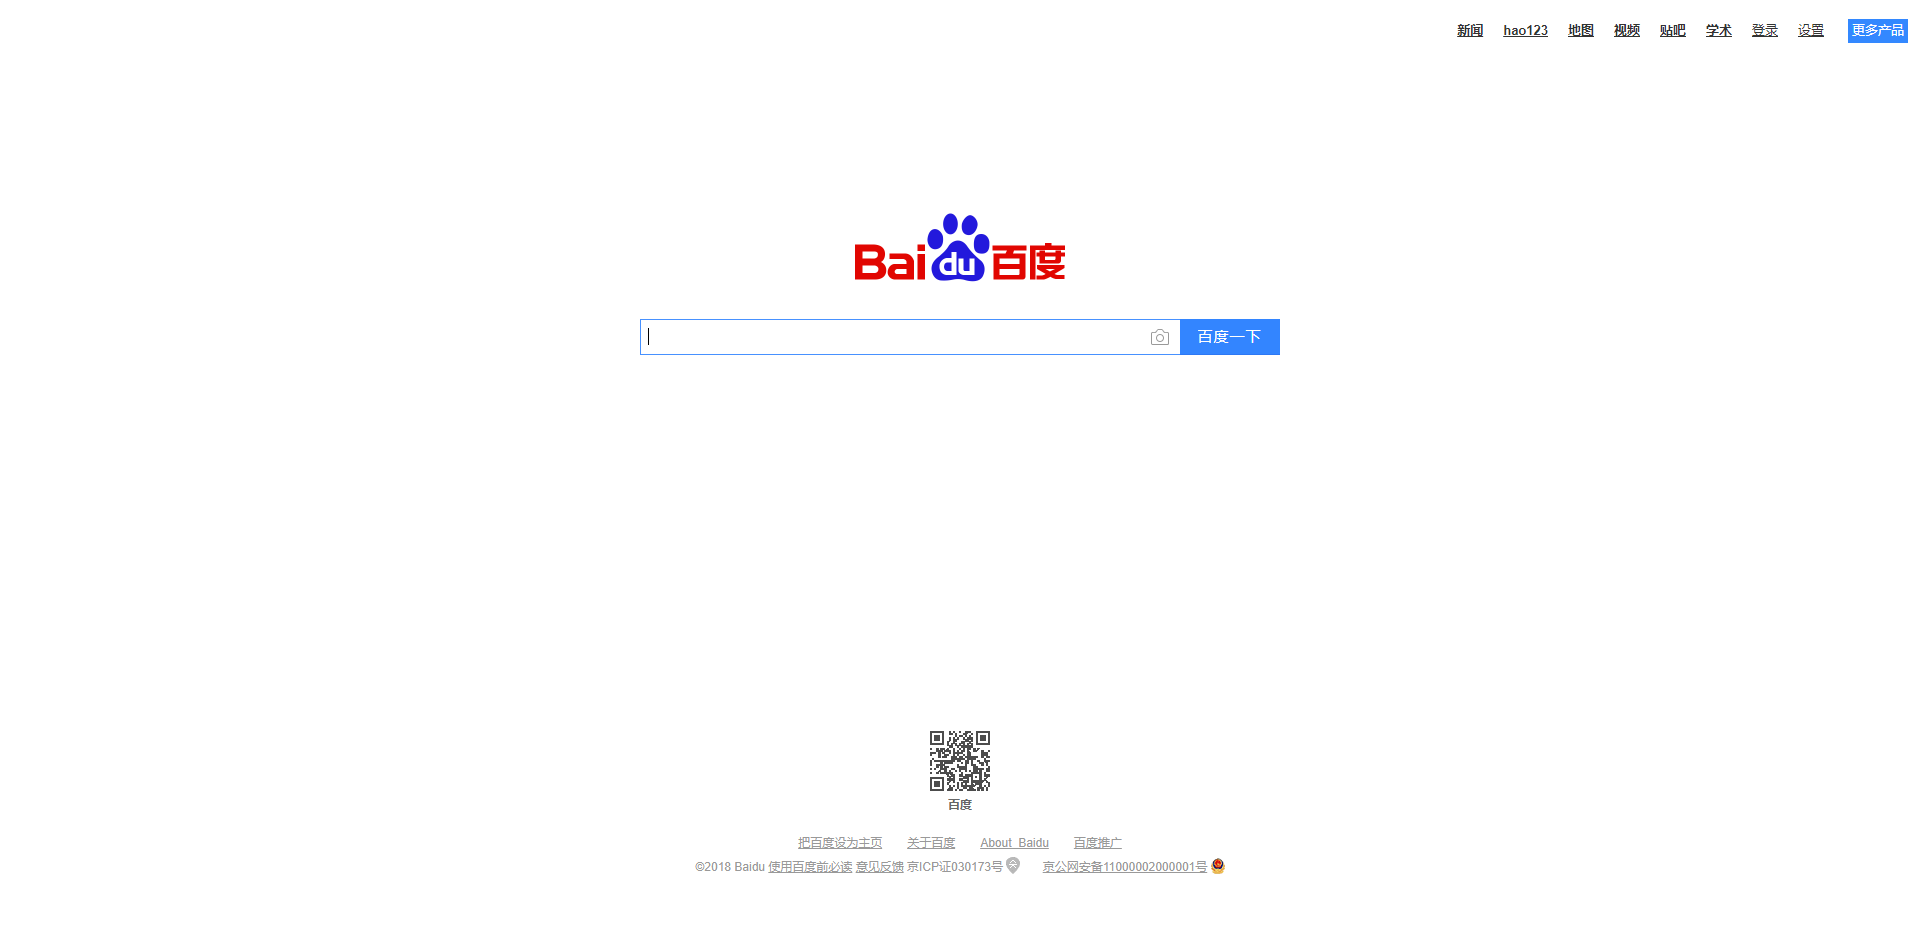 新闻 hao123 地图 视频 贴吧 学术 登录 设置 更多产品
Bai du 百度
百度一下
百度
把百度设为主页 关于百度 About Baidu 百度推广
©2018 Baidu 使用百度前必读 意见反馈 京ICP证030173号 京公网安备11000002000001号